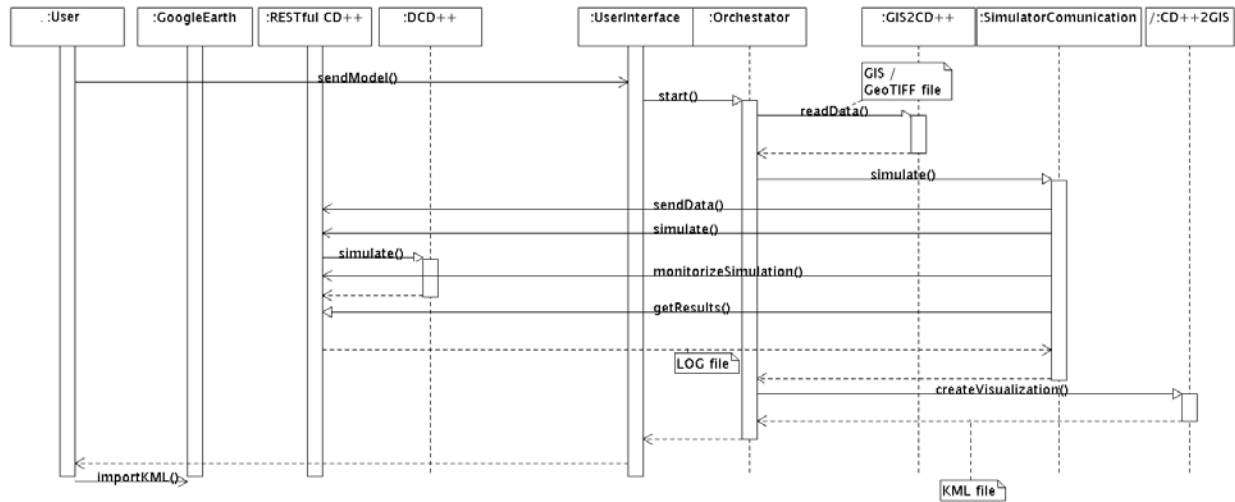 . :User
:GoogleEarth
:RESTful CD++
:DCD++
:UserInterface
:Orchestator
:GIS2CD++
:SimulatorComunication
/:CD++2GIS
sendModel()
GIS /
GeoTIFF file
start()
readData()
simulate()
sendData()
simulate()
simulate()
monitorizeSimulation()
getResults()
LOG file
createVisualization()
importKML()
KML file